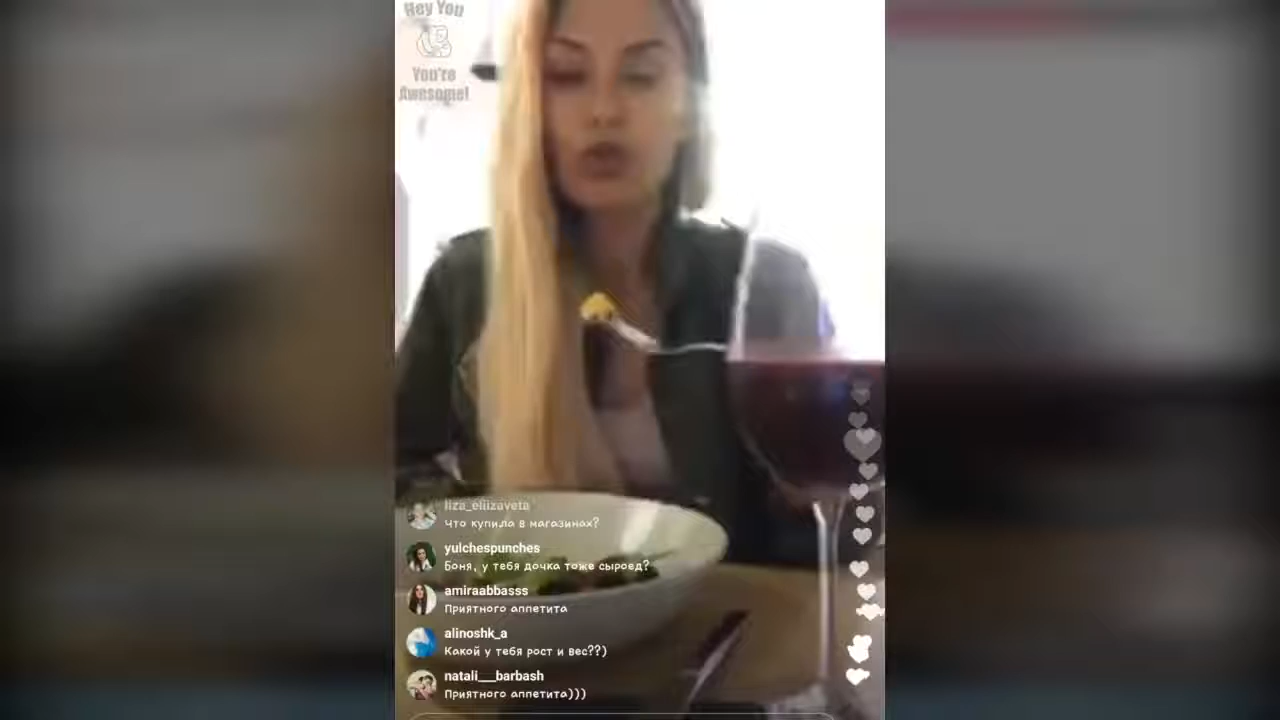 Hey You
You're
Awesome!
liza_eliizaveta
Что купила в магазинах?
yulchespunches
Боня, у тебя дочка тоже сыроед?
amiraabbasss
Приятного аппетита
alinoshk_a
Какой у тебя рост и вес??)
natali___barbash
Приятного аппетита)))